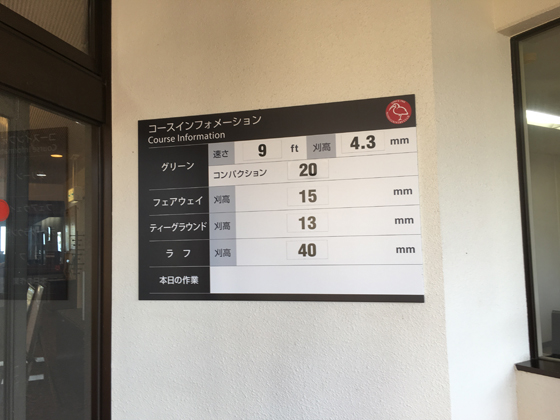 コースインフォメーション
Course Information
グリーン 速さ 9 ft 刈高 4.3 mm
コンパクション 20
フェアウェイ 刈高 15 mm
ティーグラウンド 刈高 13 mm
ラフ 刈高 40 mm
本日の作業